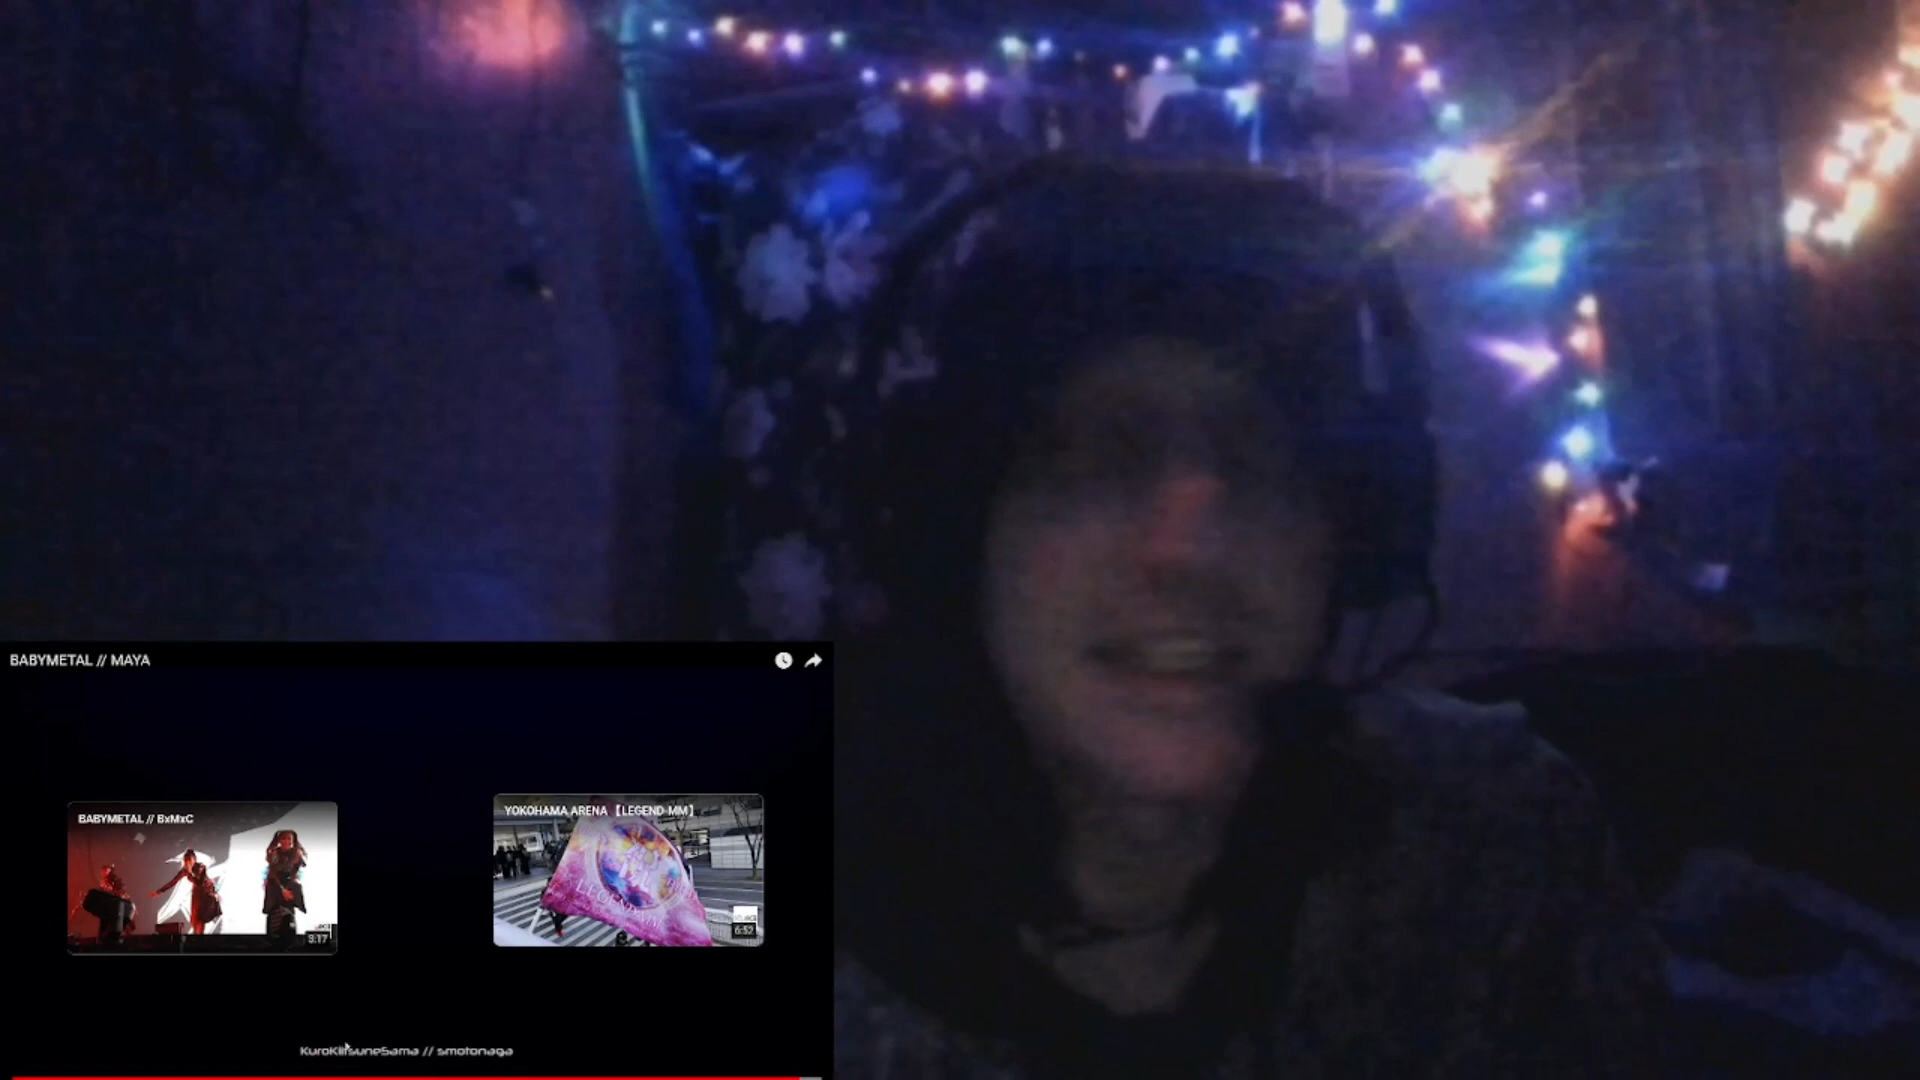 BABYMETAL // MAYA
BABYMETAL // BxMxC
3:17
YOKOHAMA ARENA 【LEGEND-MM】
6:52
KuroKitsuneSama // smotonaga